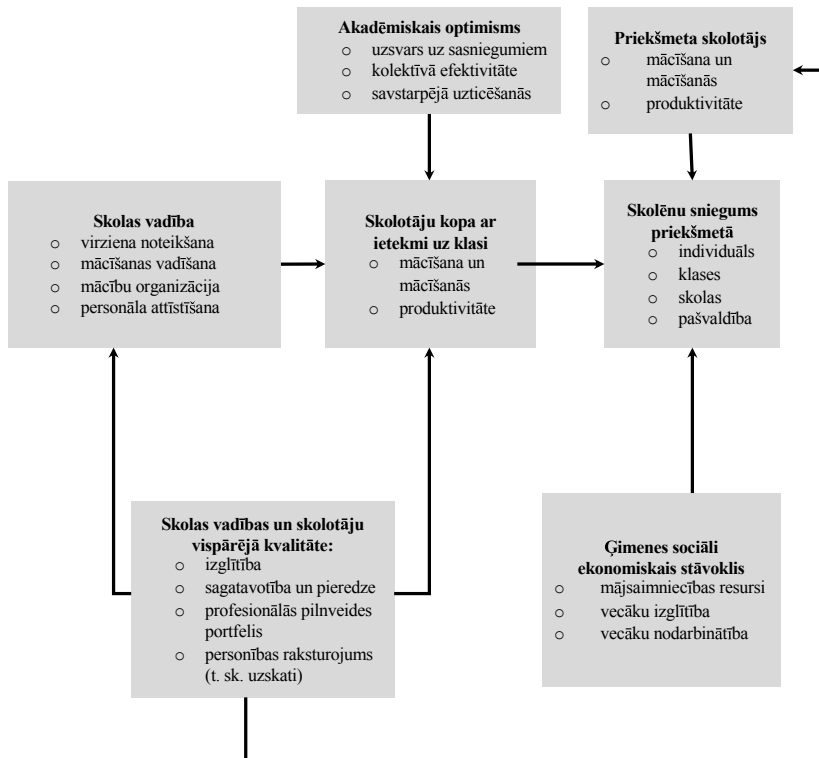 Akadēmiskais optimisms
o uzsvars uz sasniegumiem
o kolektīvā efektivitāte
o savstarpējā uzticēšanās
Priekšmeta skolotājs
o mācīšana un
mācīšanās
o produktivitāte
Skolas vadība
o virziena noteikšana
o mācīšanas vadīšana
o mācību organizācija
o personāla attīstīšana
Skolotāju kopa ar
ietekmi uz klasi
o mācīšana un
mācīšanās
o produktivitāte
Skolēnu sniegums
priekšmetā
o individuāls
o klases
o skolas
o pašvaldība
Skolas vadības un skolotāju
vispārējā kvalitāte:
o izglītība
o sagatavotība un pieredze
o profesionālās pilnveides
portfelis
o personības raksturojums
(t. sk. uzskati)
Ģimenes sociāli
ekonomiskais stāvoklis
o mājsaimniecības resursi
o vecāku izglītība
o vecāku nodarbinātība